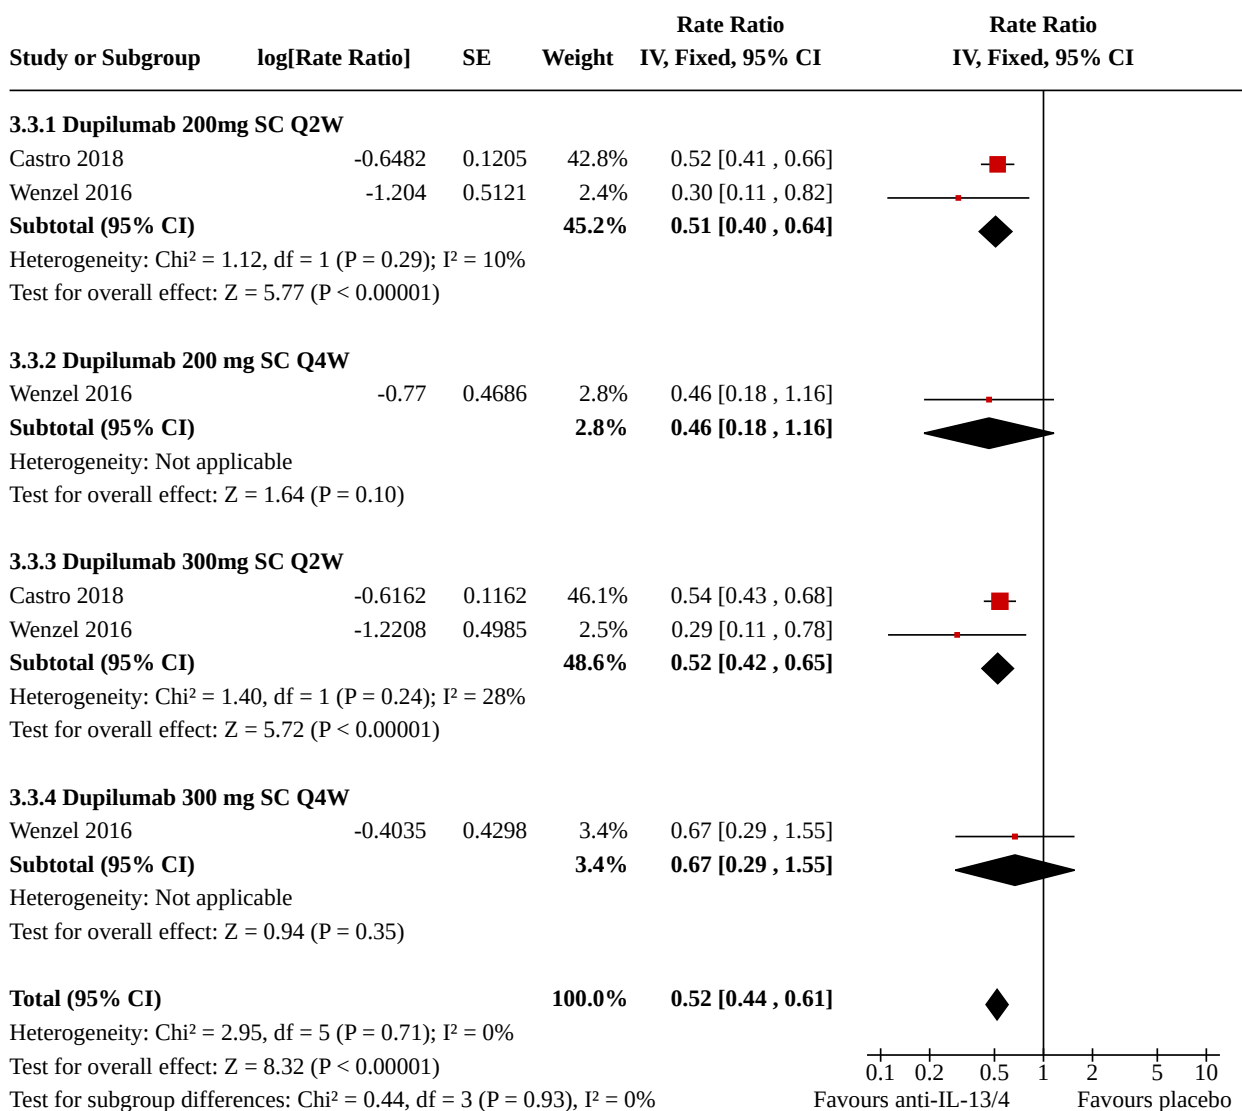 Rate Ratio Rate Ratio
Study or Subgroup log[Rate Ratio] SE Weight IV, Fixed, 95% CI IV, Fixed, 95% CI
3.3.1 Dupilumab 200mg SC Q2W
Castro 2018 -0.6482 0.1205 42.8% 0.52 [0.41 , 0.66]
Wenzel 2016 -1.204 0.5121 2.4% 0.30 [0.11 , 0.82]
Subtotal (95% CI) 45.2% 0.51 [0.40 , 0.64]
Heterogeneity: Chi² = 1.12, df = 1 (P = 0.29); I² = 10%
Test for overall effect: Z = 5.77 (P < 0.00001)
3.3.2 Dupilumab 200 mg SC Q4W
Wenzel 2016 -0.77 0.4686 2.8% 0.46 [0.18 , 1.16]
Subtotal (95% CI) 2.8% 0.46 [0.18 , 1.16]
Heterogeneity: Not applicable
Test for overall effect: Z = 1.64 (P = 0.10)
3.3.3 Dupilumab 300mg SC Q2W
Castro 2018 -0.6162 0.1162 46.1% 0.54 [0.43 , 0.68]
Wenzel 2016 -1.2208 0.4985 2.5% 0.29 [0.11 , 0.78]
Subtotal (95% CI) 48.6% 0.52 [0.42 , 0.65]
Heterogeneity: Chi² = 1.40, df = 1 (P = 0.24); I² = 28%
Test for overall effect: Z = 5.72 (P < 0.00001)
3.3.4 Dupilumab 300 mg SC Q4W
Wenzel 2016 -0.4035 0.4298 3.4% 0.67 [0.29 , 1.55]
Subtotal (95% CI) 3.4% 0.67 [0.29 , 1.55]
Heterogeneity: Not applicable
Test for overall effect: Z = 0.94 (P = 0.35)
Total (95% CI) 100.0% 0.52 [0.44 , 0.61]
Heterogeneity: Chi² = 2.95, df = 5 (P = 0.71); I² = 0%
Test for overall effect: Z = 8.32 (P < 0.00001)
0.1 0.2 0.5 1 2 5 10
Test for subgroup differences: Chi² = 0.44, df = 3 (P = 0.93), I² = 0% Favours anti-IL-13/4 Favours placebo